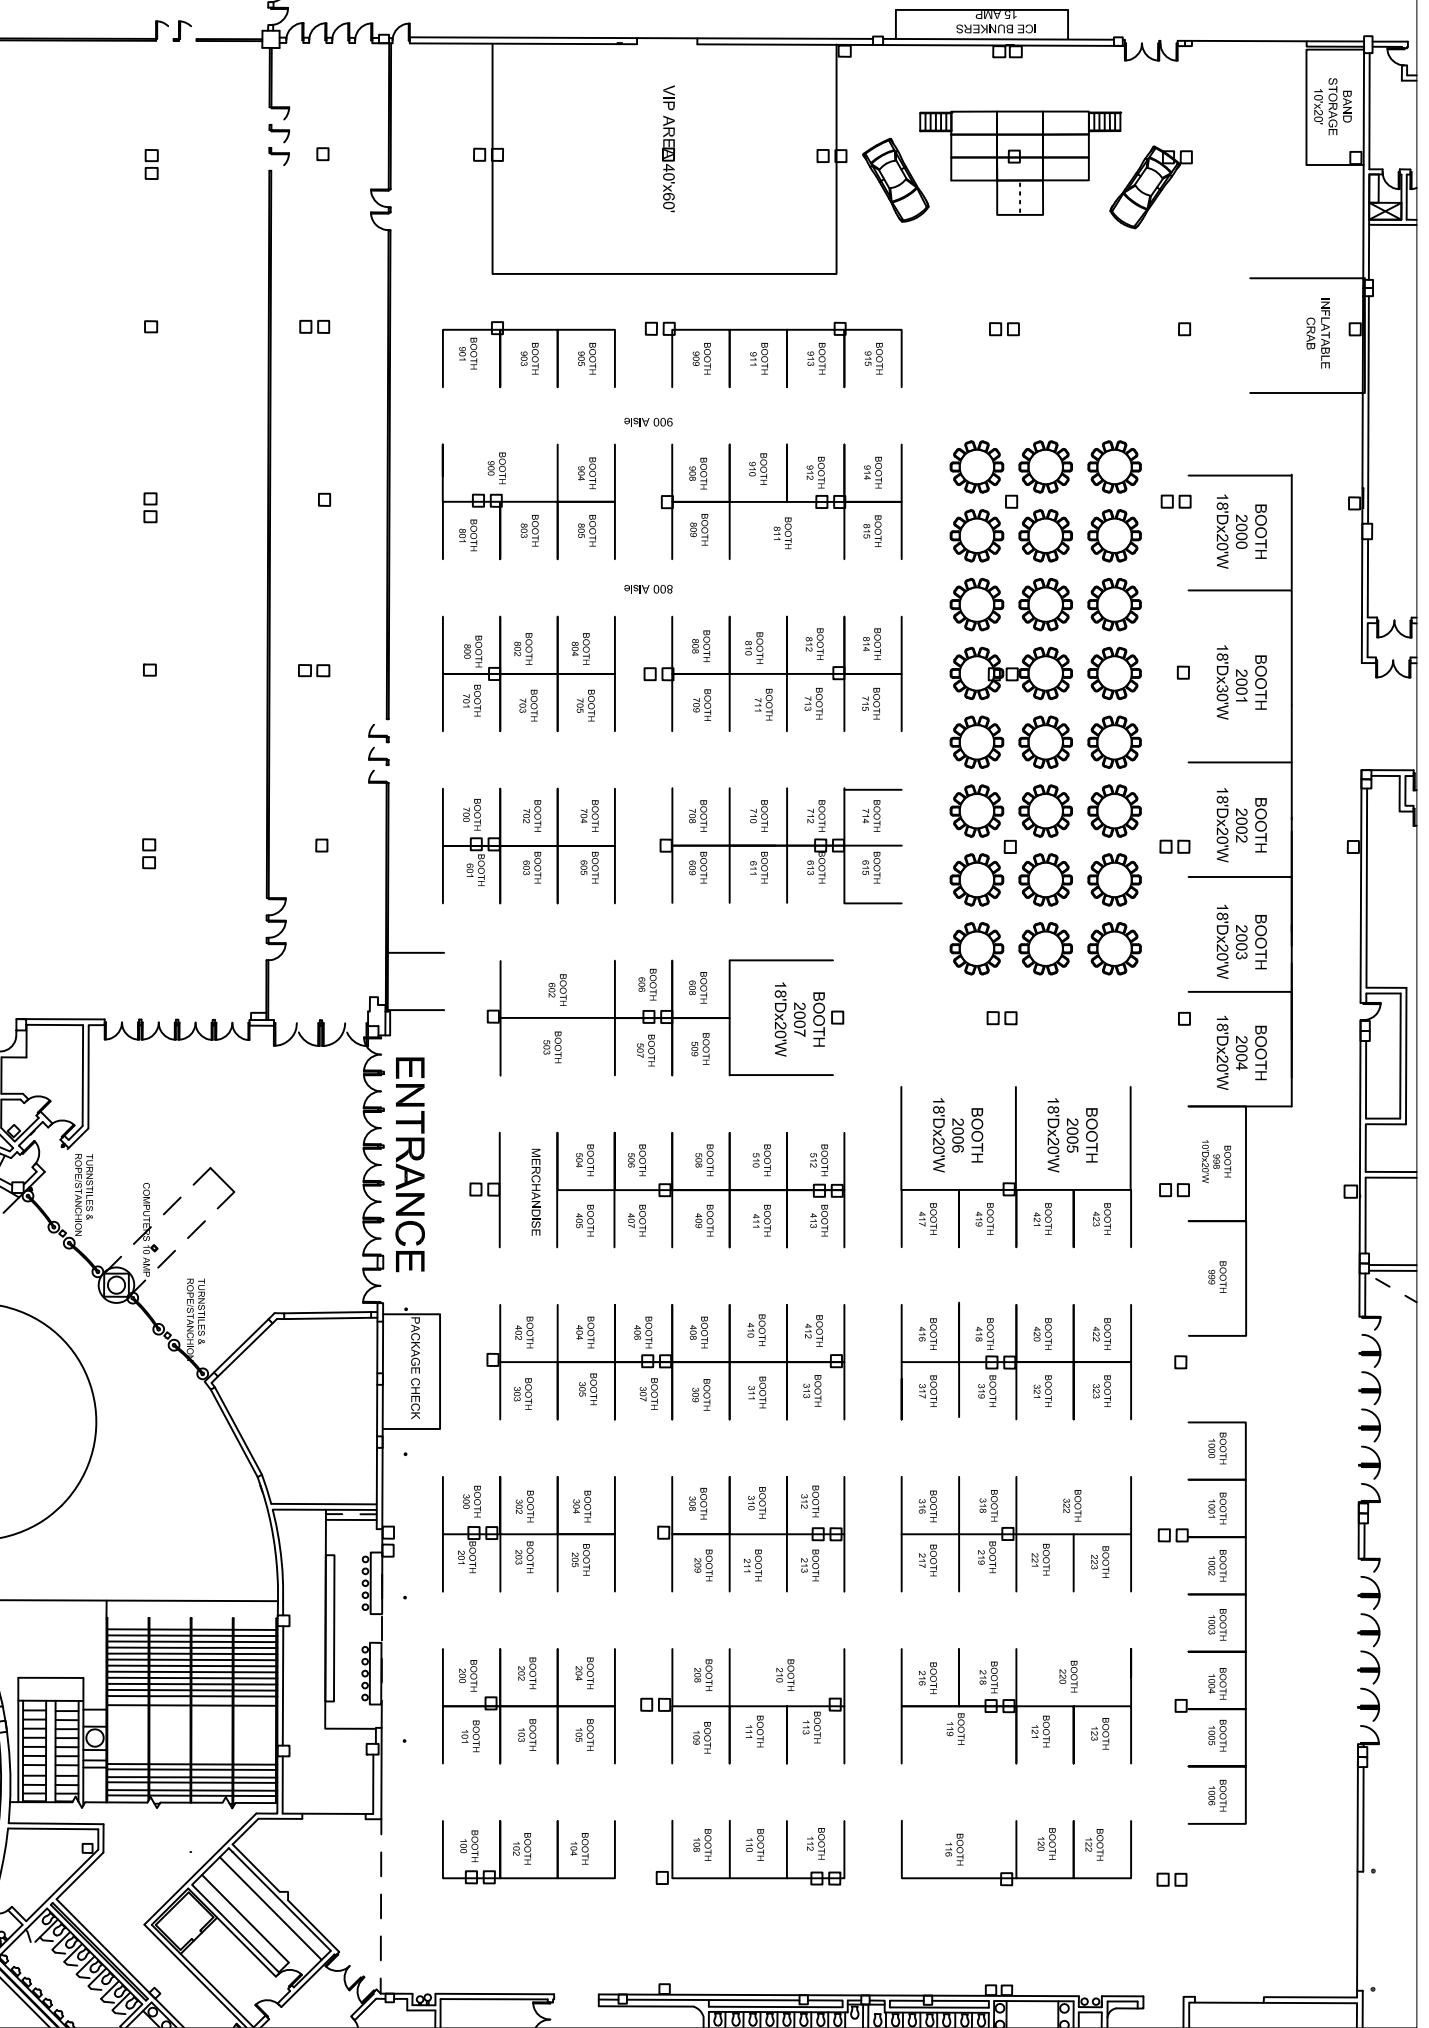 ICE BUNKERS
15 AMP
BAND
STORAGE
10'x20'
VIP AREA 40'x60'
INFLATABLE
CRAB
BOOTH
901
BOOTH
903
BOOTH
905
BOOTH
909
BOOTH
911
BOOTH
913
BOOTH
915
900 Aisle
BOOTH
900
BOOTH
904
BOOTH
908
BOOTH
910
BOOTH
912
BOOTH
914
BOOTH
801
BOOTH
803
BOOTH
805
BOOTH
809
BOOTH
811
BOOTH
815
BOOTH
2000
18'Dx20'W
800 Aisle
BOOTH
800
BOOTH
802
BOOTH
804
BOOTH
808
BOOTH
810
BOOTH
812
BOOTH
814
BOOTH
701
BOOTH
703
BOOTH
705
BOOTH
709
BOOTH
711
BOOTH
713
BOOTH
715
BOOTH
2001
18'Dx30'W
BOOTH
700
BOOTH
702
BOOTH
704
BOOTH
708
BOOTH
710
BOOTH
712
BOOTH
714
BOOTH
601
BOOTH
603
BOOTH
605
BOOTH
609
BOOTH
611
BOOTH
613
BOOTH
615
BOOTH
2002
18'Dx20'W
BOOTH
2003
18'Dx20'W
BOOTH
602
BOOTH
606
BOOTH
608
BOOTH
503
BOOTH
507
BOOTH
509
BOOTH
2007
18'Dx20'W
BOOTH
2004
18'Dx20'W
ENTRANCE
MERCHANDISE
BOOTH
504
BOOTH
506
BOOTH
508
BOOTH
510
BOOTH
512
BOOTH
2006
18'Dx20'W
BOOTH
2005
18'Dx20'W
BOOTH
998
10'Dx20'W
BOOTH
405
BOOTH
407
BOOTH
409
BOOTH
411
BOOTH
413
BOOTH
417
BOOTH
419
BOOTH
421
BOOTH
423
BOOTH
999
TURNSTILES &
ROPE/STANCHION
COMPUTERS 10 AMP
TURNSTILES &
ROPE/STANCHION
PACKAGE CHECK
BOOTH
402
BOOTH
404
BOOTH
406
BOOTH
408
BOOTH
410
BOOTH
412
BOOTH
416
BOOTH
418
BOOTH
420
BOOTH
422
BOOTH
303
BOOTH
305
BOOTH
307
BOOTH
309
BOOTH
311
BOOTH
313
BOOTH
317
BOOTH
319
BOOTH
321
BOOTH
323
BOOTH
1000
BOOTH
300
BOOTH
302
BOOTH
304
BOOTH
308
BOOTH
310
BOOTH
312
BOOTH
316
BOOTH
318
BOOTH
322
BOOTH
1001
BOOTH
201
BOOTH
203
BOOTH
205
BOOTH
209
BOOTH
211
BOOTH
213
BOOTH
217
BOOTH
219
BOOTH
221
BOOTH
223
BOOTH
1002
BOOTH
1003
BOOTH
200
BOOTH
202
BOOTH
204
BOOTH
208
BOOTH
210
BOOTH
216
BOOTH
218
BOOTH
220
BOOTH
1004
BOOTH
101
BOOTH
103
BOOTH
105
BOOTH
109
BOOTH
111
BOOTH
113
BOOTH
119
BOOTH
121
BOOTH
123
BOOTH
1005
BOOTH
1006
BOOTH
100
BOOTH
102
BOOTH
104
BOOTH
108
BOOTH
110
BOOTH
112
BOOTH
116
BOOTH
120
BOOTH
122